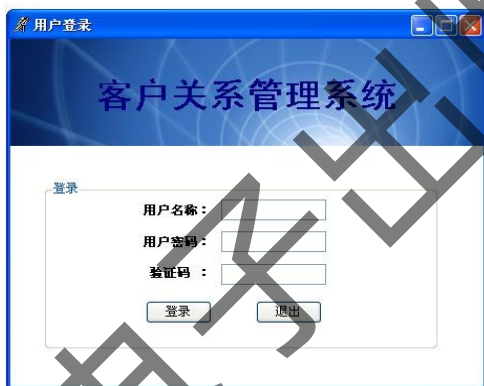 用户登录
客户关系管理系统
登录
用户名称：
用户密码：
验证码 ：
登录 退出